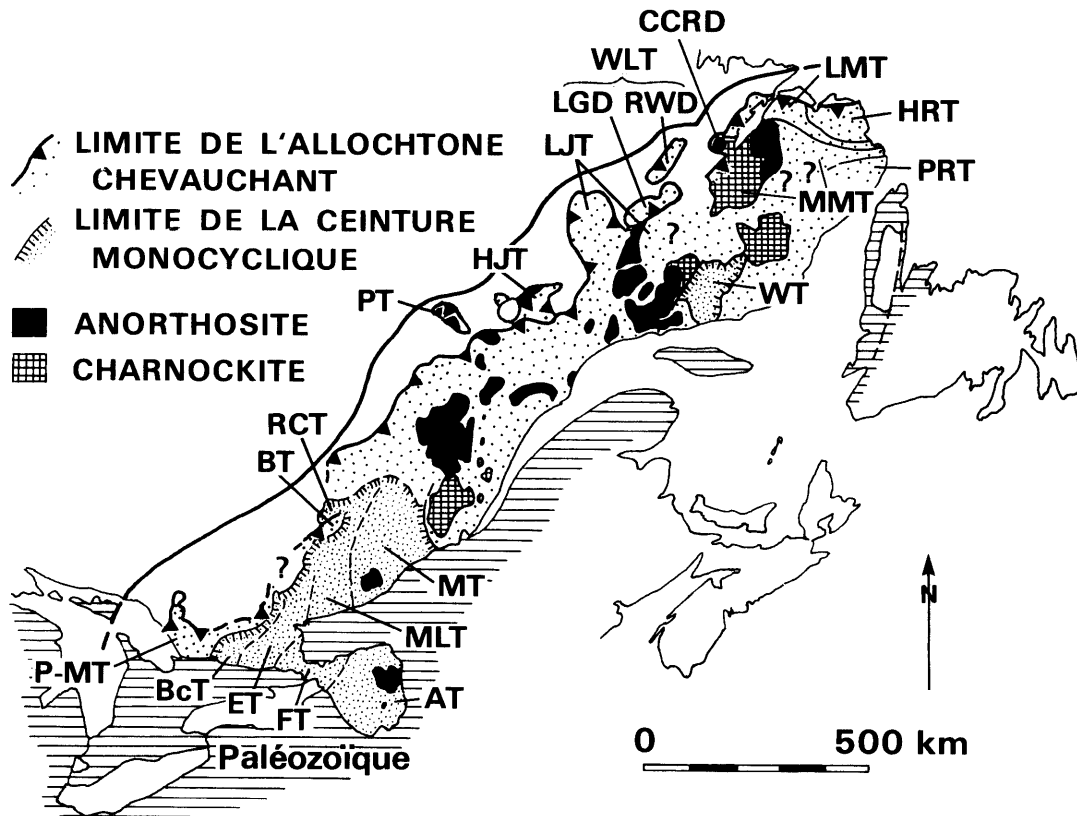 CCRD
WLT
LMT
LGD RWD
HRT
LJT
PRT
LIMITE DE L'ALLOCHTONE
CHEVAUCHANT
? ?
MMT
LIMITE DE LA CEINTURE
MONOCYCLIQUE
?
HJT
WT
PT
ANORTHOSITE
CHARNOCKITE
RCT
BT
?
MT
N
MLT
P-MT
BcT
ET
FT
AT
Paléozoïque
0 500 km